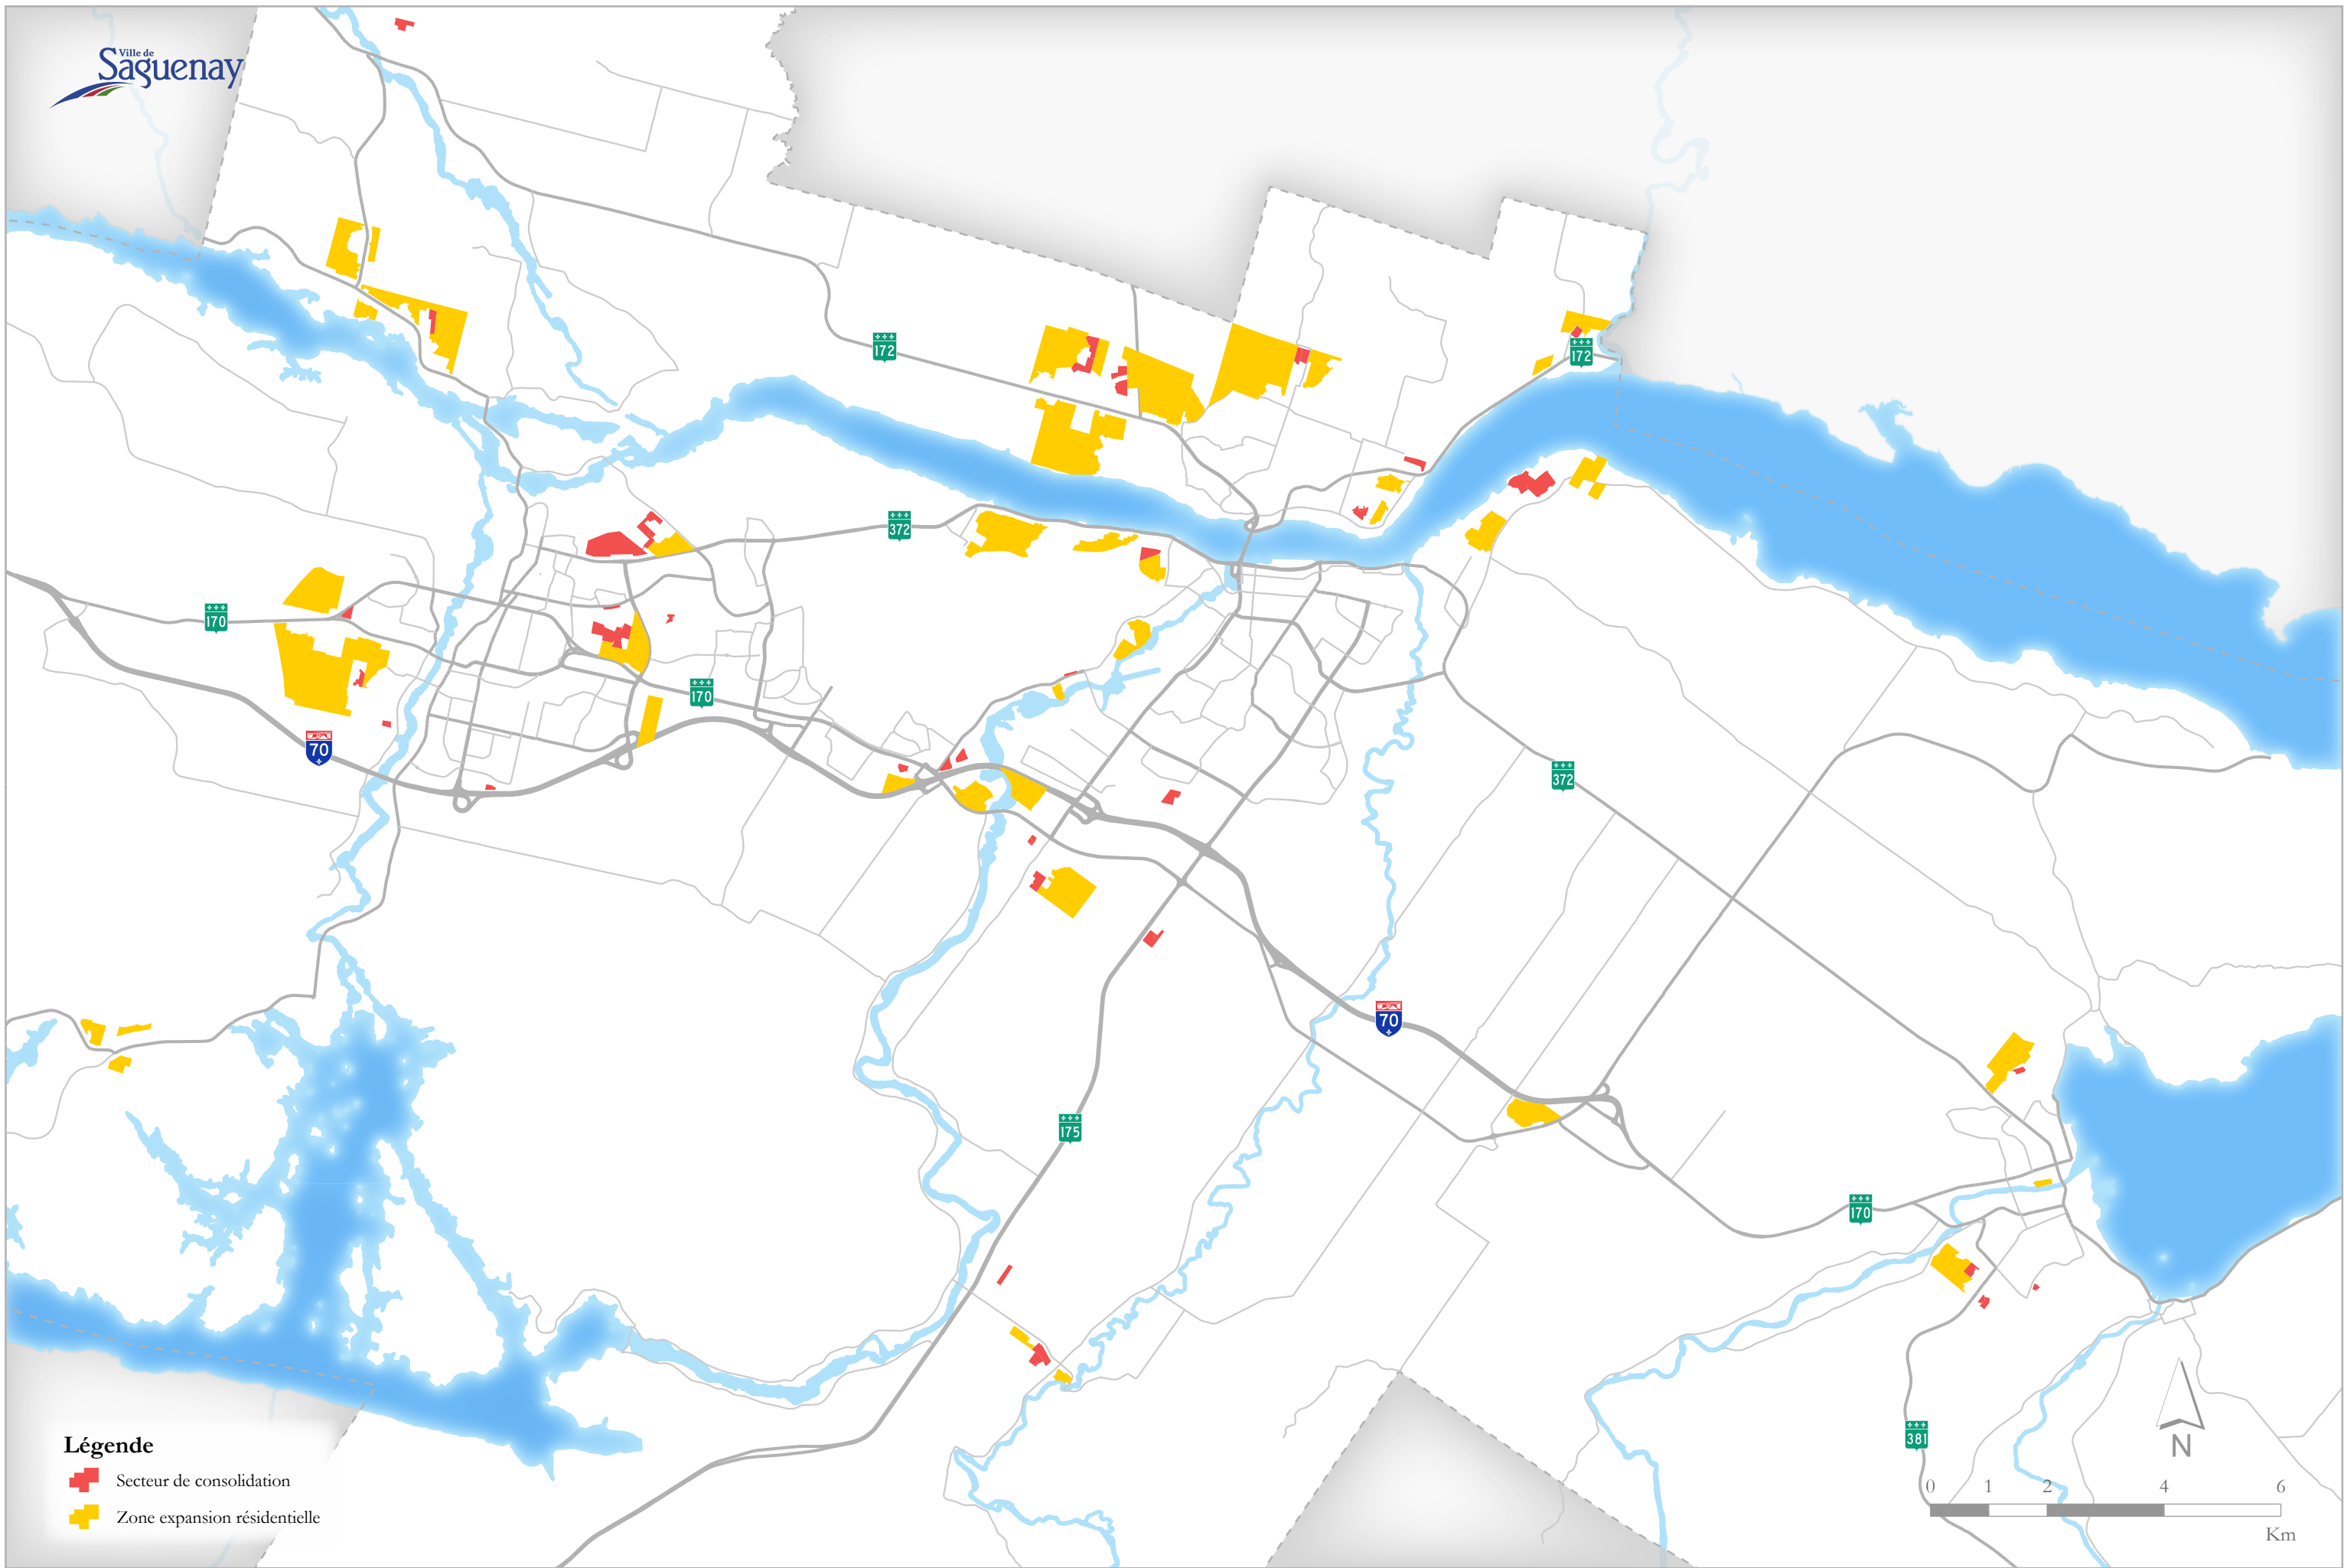 Ville de
Saguenay
172
172
372
170
170
70
372
70
175
170
381
Légende
Secteur de consolidation
Zone expansion résidentielle
N
0 1 2 4 6
Km